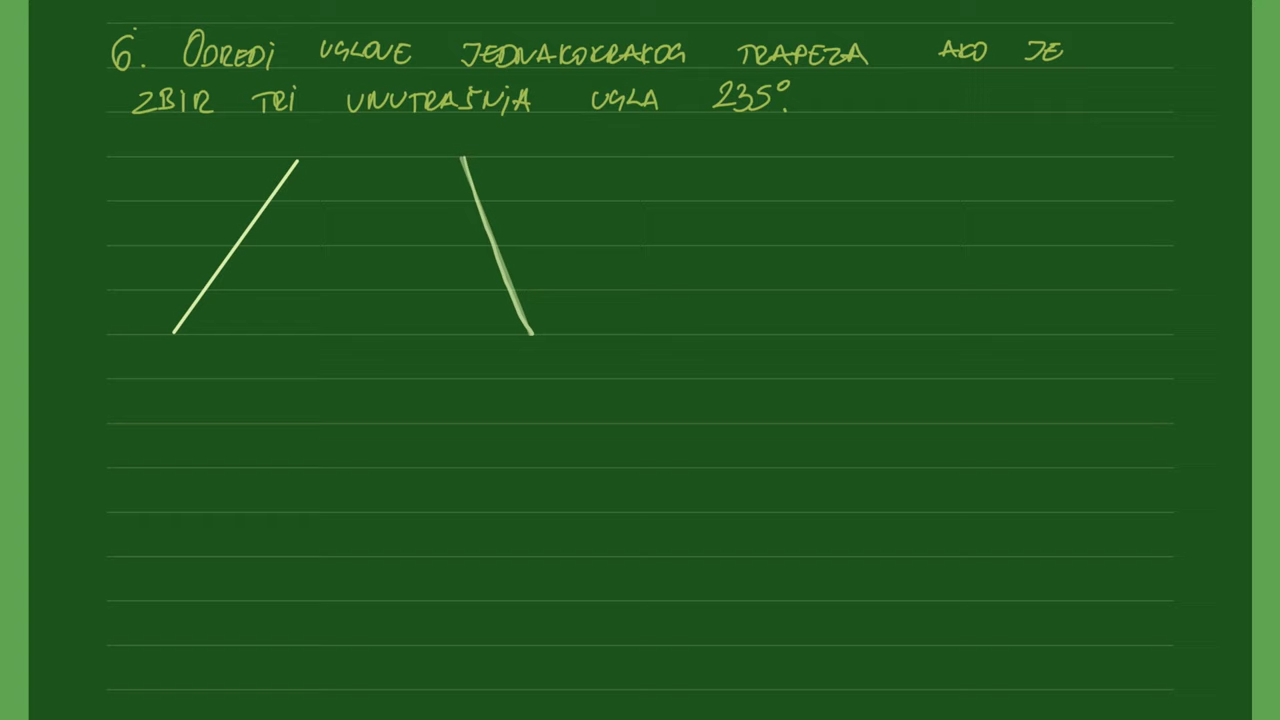 6. ODREDI UGLOVE JEDNAKOKRAKOG TRAPEZA AKO JE
ZBIR TRI UNUTRAŠNJA UGLA 235°.